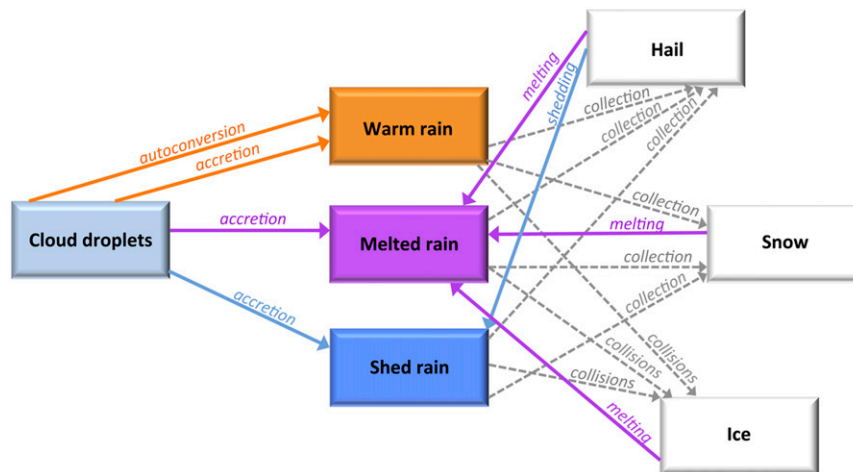 Hail
melting
shedding
collection
collection
collection
Warm rain
autoconversion
accretion
collection
Cloud droplets
accretion
Melted rain
melting
Snow
collection
collection
accretion
Shed rain
collisions
collisions
collisions
melting
Ice